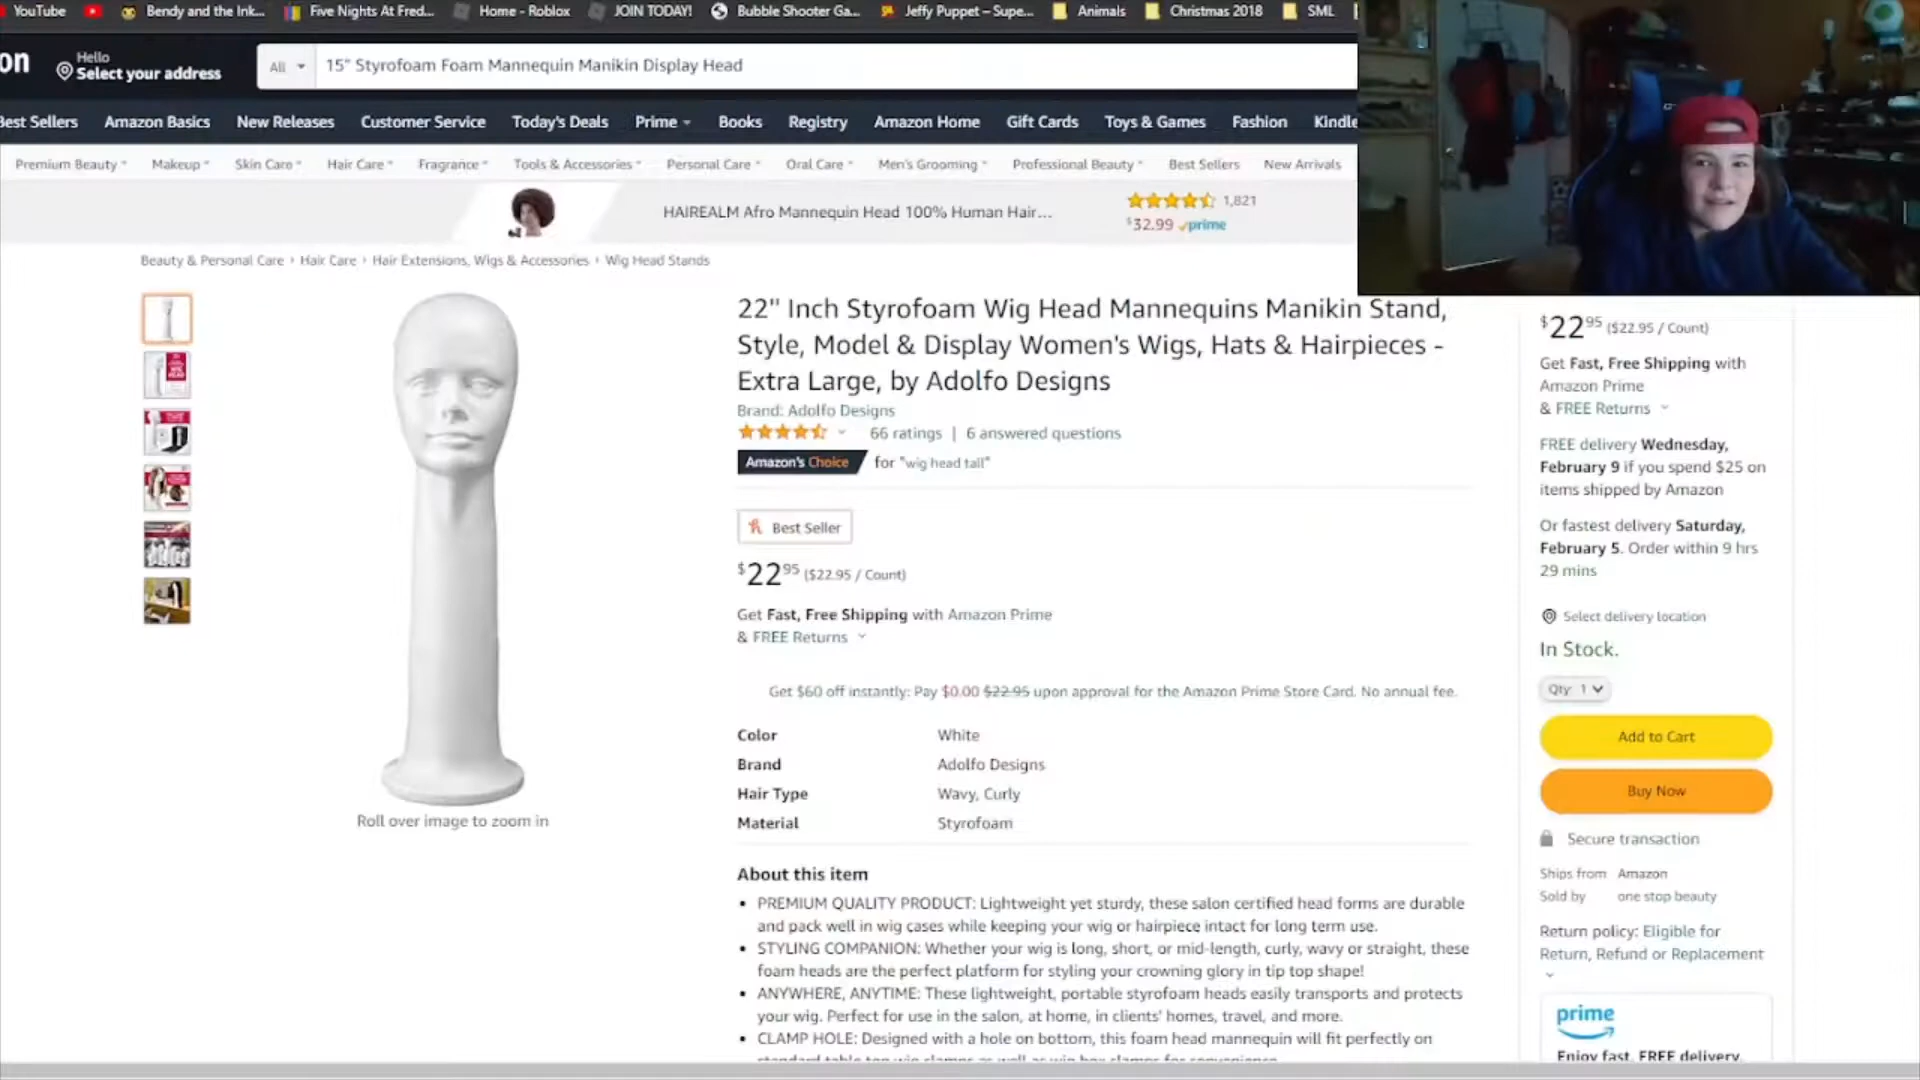 YouTube
Bendy and the Ink...
Five Nights At Fred...
Home - Roblox
JOIN TODAY!
Bubble Shooter Ga...
Jeffy Puppet – Supe...
Animals
Christmas 2018
SML
on
Hello
Select your address
All
15" Styrofoam Foam Mannequin Manikin Display Head
Best Sellers
Amazon Basics
New Releases
Customer Service
Today's Deals
Prime
Books
Registry
Amazon Home
Gift Cards
Toys & Games
Fashion
Kindle
Premium Beauty
Makeup
Skin Care
Hair Care
Fragrance
Tools & Accessories
Personal Care
Oral Care
Men's Grooming
Professional Beauty
Best Sellers
New Arrivals
HAIREALM Afro Mannequin Head 100% Human Hair...
1,821
$32.99 prime
Beauty & Personal Care › Hair Care › Hair Extensions, Wigs & Accessories › Wig Head Stands
22" Inch Styrofoam Wig Head Mannequins Manikin Stand,
Style, Model & Display Women's Wigs, Hats & Hairpieces -
Extra Large, by Adolfo Designs
Brand: Adolfo Designs
66 ratings | 6 answered questions
Amazon's Choice for "wig head tall"
Best Seller
$22.95 ($22.95 / Count)
Get Fast, Free Shipping with Amazon Prime
& FREE Returns
Get $60 off instantly: Pay $0.00 $22.95 upon approval for the Amazon Prime Store Card. No annual fee.
Color White
Brand Adolfo Designs
Hair Type Wavy, Curly
Material Styrofoam
Roll over image to zoom in
About this item
▪ PREMIUM QUALITY PRODUCT: Lightweight yet sturdy, these salon certified head forms are durable
and pack well in wig cases while keeping your wig or hairpiece intact for long term use.
▪ STYLING COMPANION: Whether your wig is long, short, or mid-length, curly, wavy or straight, these
foam heads are the perfect platform for styling your crowning glory in tip top shape!
▪ ANYWHERE, ANYTIME: These lightweight, portable styrofoam heads easily transports and protects
your wig. Perfect for use in the salon, at home, in clients' homes, travel, and more.
▪ CLAMP HOLE: Designed with a hole on bottom, this foam head mannequin will fit perfectly on
standard table top wig clamps as well as wig box clamps for convenience.
$22.95 ($22.95 / Count)
Get Fast, Free Shipping with
Amazon Prime
& FREE Returns
FREE delivery Wednesday,
February 9 if you spend $25 on
items shipped by Amazon
Or fastest delivery Saturday,
February 5. Order within 9 hrs
29 mins
Select delivery location
In Stock.
Qty: 1
Add to Cart
Buy Now
Secure transaction
Ships from Amazon
Sold by one stop beauty
Return policy: Eligible for
Return, Refund or Replacement
prime
Enjoy fast, FREE delivery,